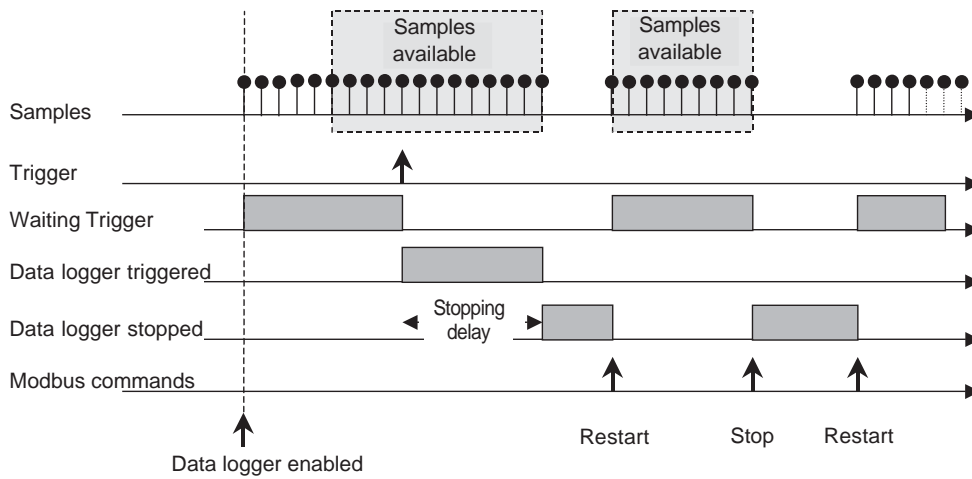 Samples
available
Samples
available
Samples
Trigger
Waiting Trigger
Data logger triggered
Data logger stopped
Stopping
delay
Modbus commands
Restart
Stop
Restart
Data logger enabled